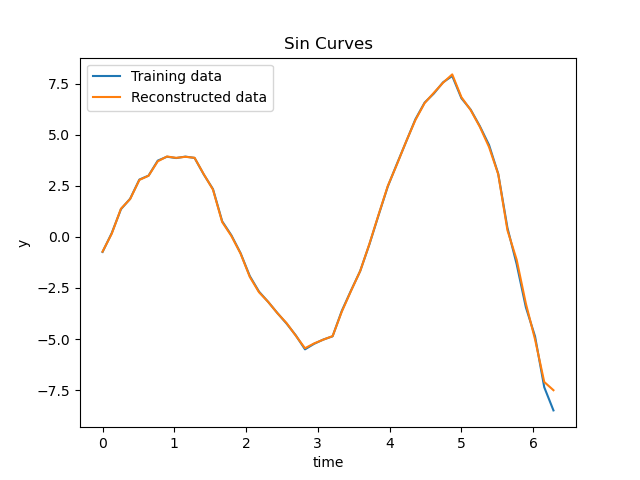 Sin Curves
Training data
Reconstructed data
7.5
5.0
2.5
0.0
−2.5
−5.0
−7.5
y
0 1 2 3 4 5 6
time